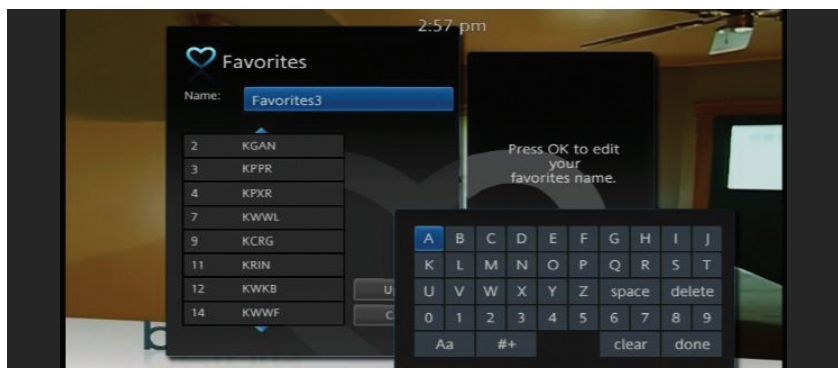 2:57 pm
Favorites
Name: Favorites3
2 KGAN
3 KPPR
4 KPXR
7 KWWL
9 KCRG
11 KRIN
12 KWKB
14 KWWF
Press OK to edit
your
favorites name.
A B C D E F G H I J
K L M N O P Q R S T
U V W X Y Z space delete
0 1 2 3 4 5 6 7 8 9
Aa #+ clear done